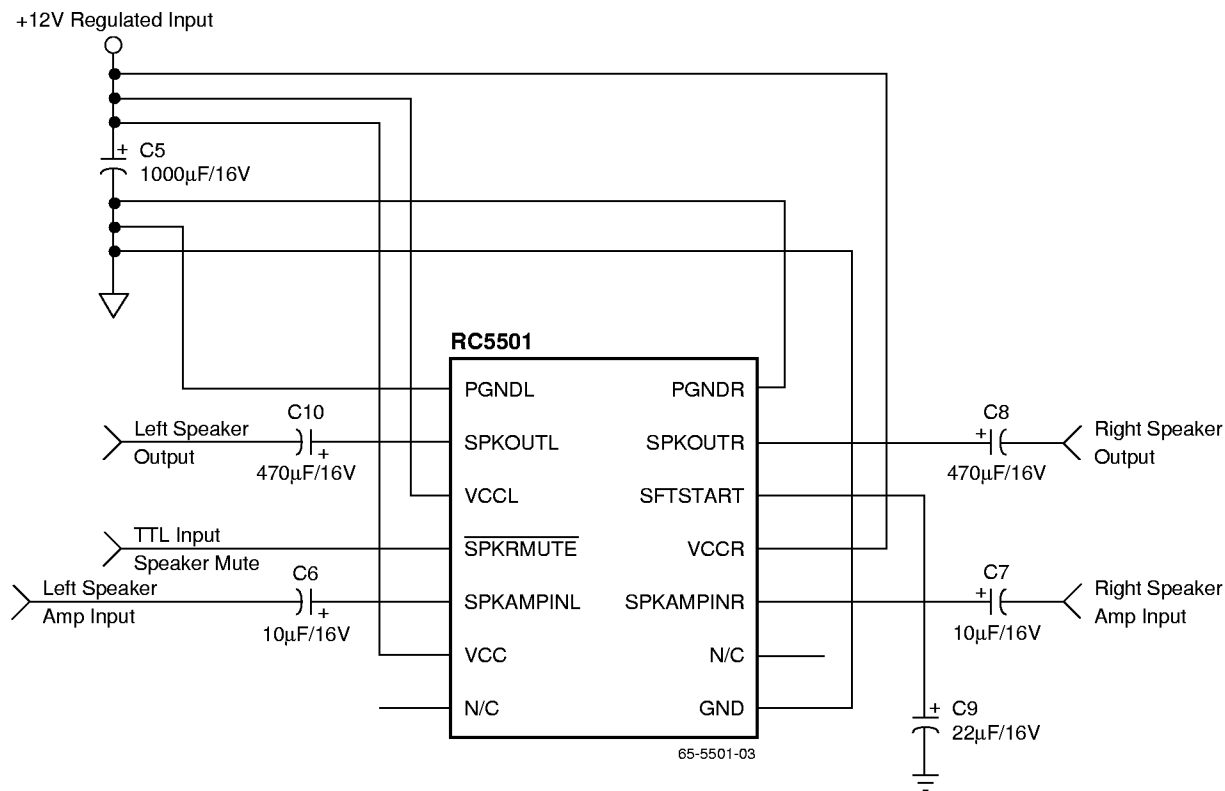 +12V Regulated Input
+ C5
1000µF/16V
RC5501
PGNDL
PGNDR
Left Speaker
Output
C10
+
470µF/16V
SPKOUTL
SPKOUTR
C8
+
470µF/16V
Right Speaker
Output
VCCL
SFTSTART
TTL Input
Speaker Mute
SPKRMUTE
VCCR
Left Speaker
Amp Input
C6
+
10µF/16V
SPKAMPINL
SPKAMPINR
C7
+
10µF/16V
Right Speaker
Amp Input
VCC
N/C
N/C
GND
+ C9
22µF/16V
65-5501-03